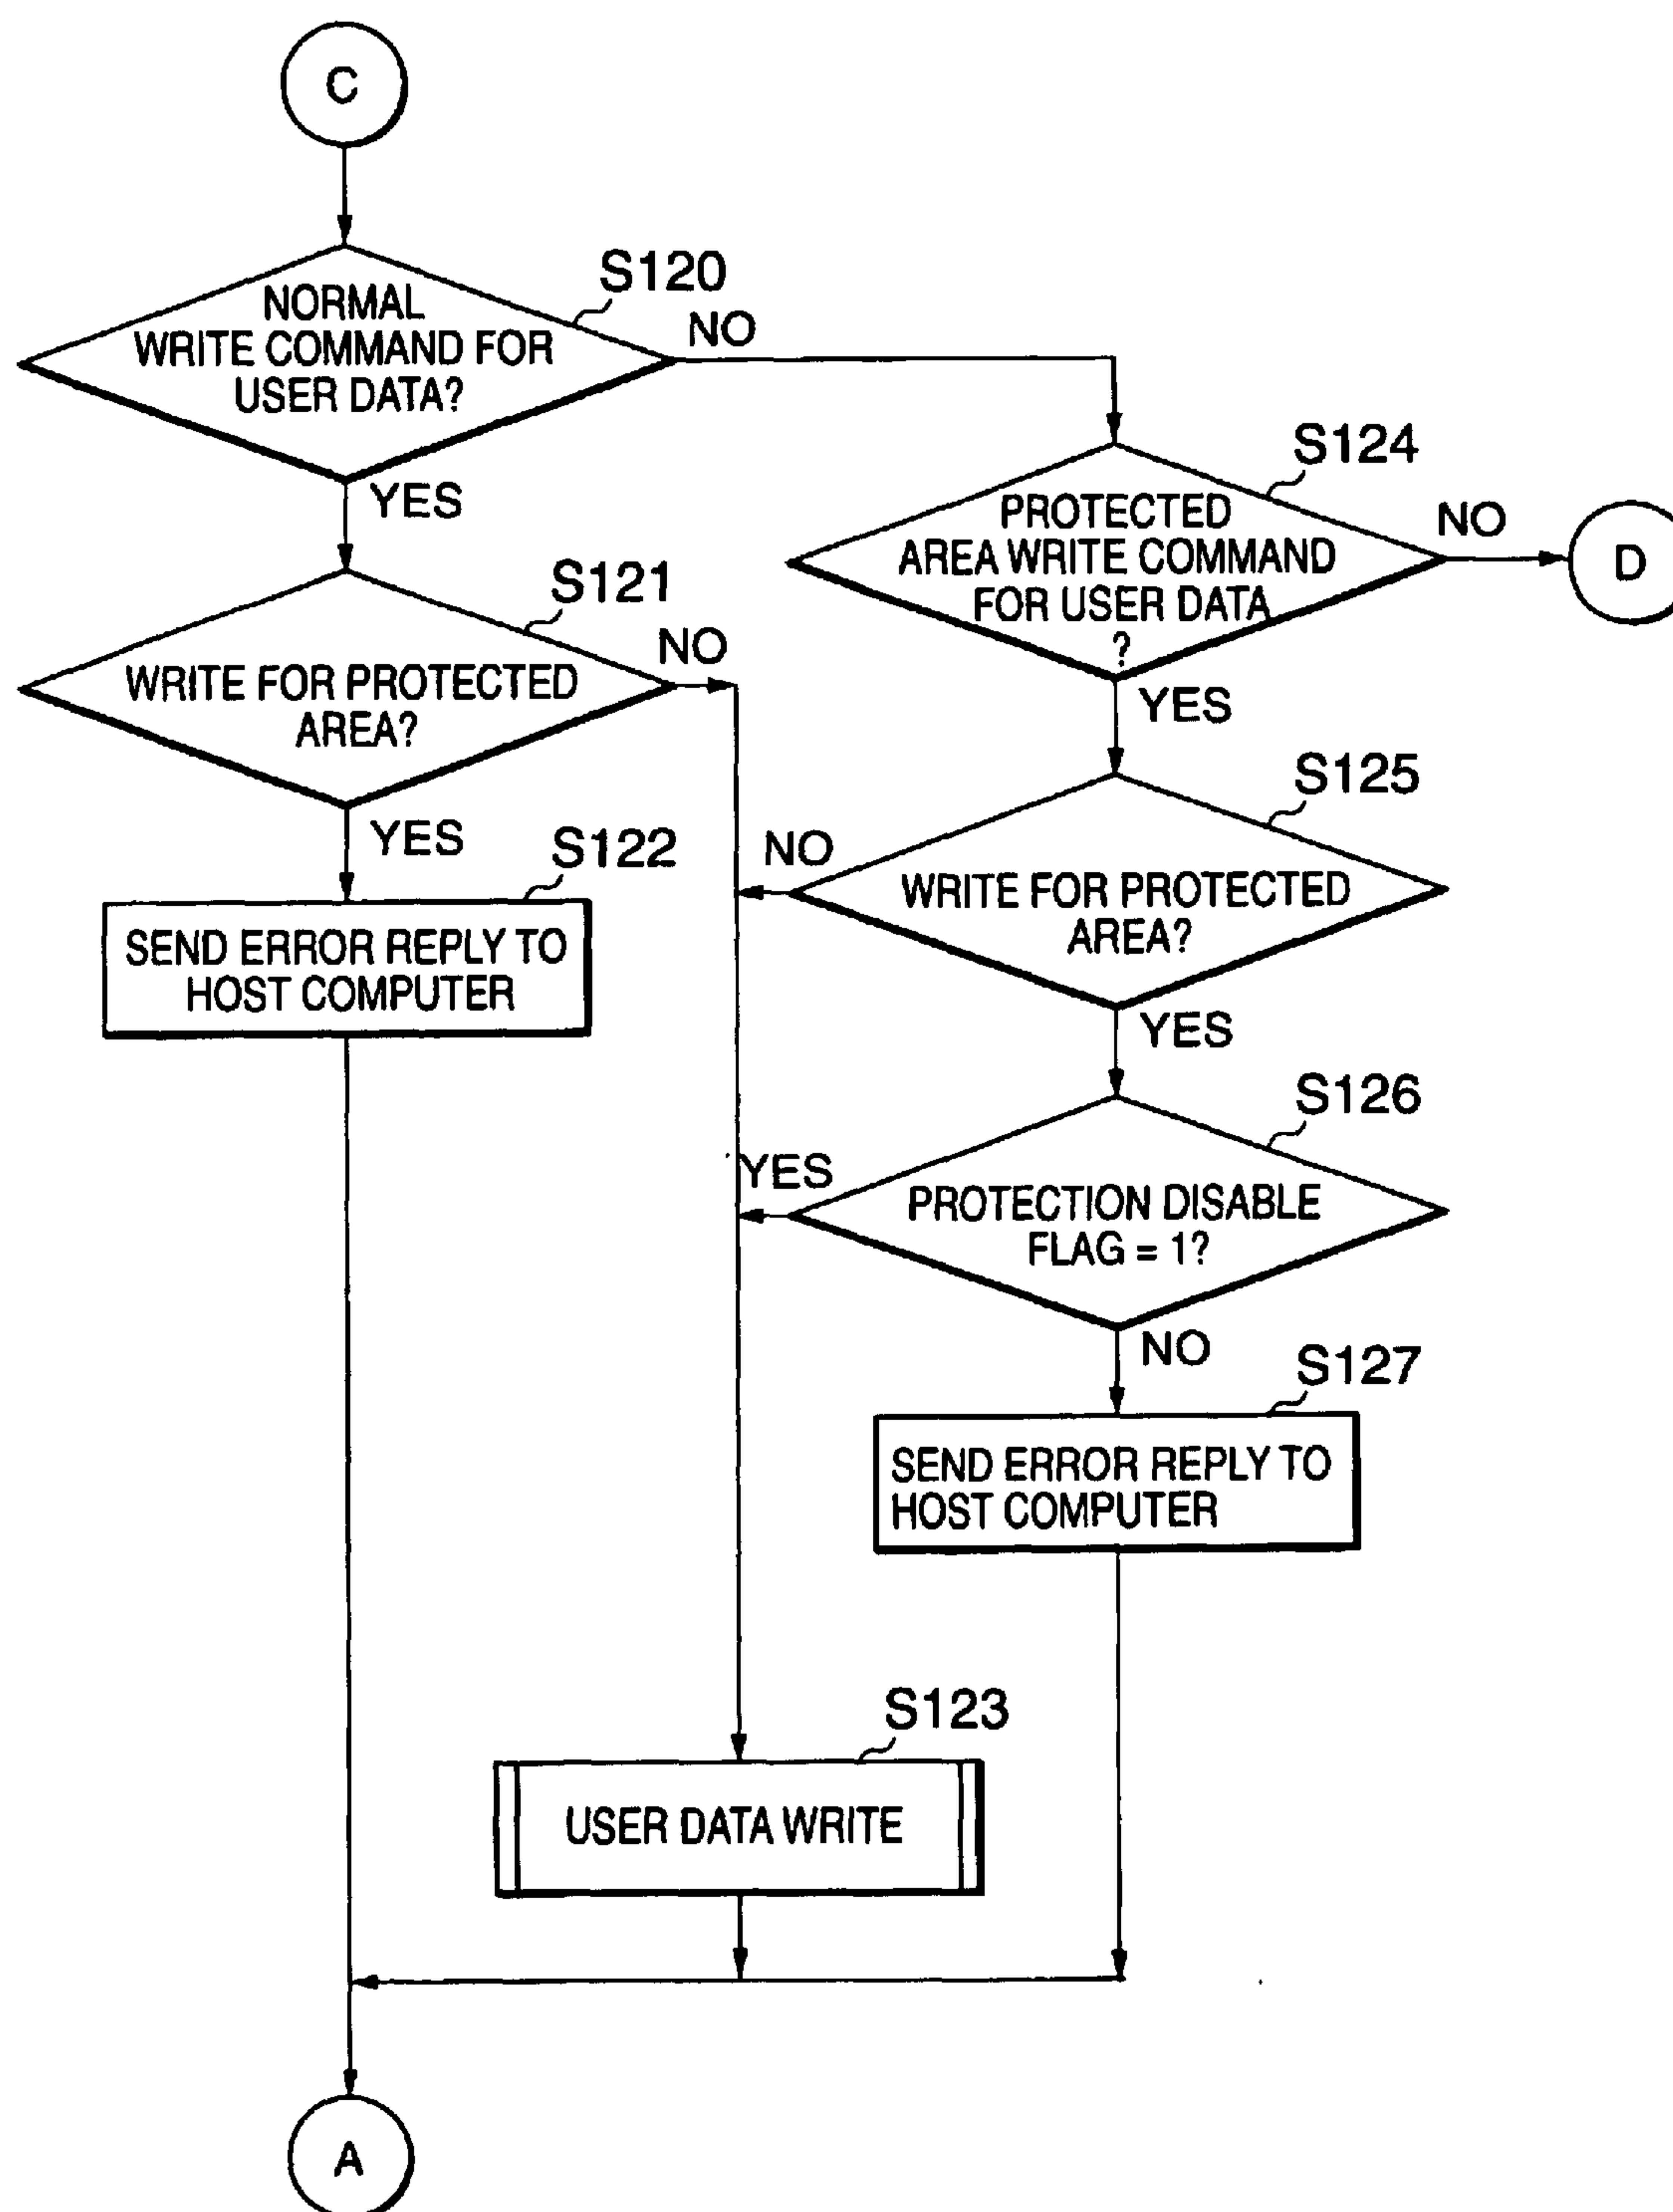 C
S120
NORMAL
WRITE COMMAND FOR
USER DATA?
NO
YES
S124
PROTECTED
AREA WRITE COMMAND
FOR USER DATA
?
NO
D
YES
S121
WRITE FOR PROTECTED
AREA?
NO
YES
S125
WRITE FOR PROTECTED
AREA?
NO
YES
S122
SEND ERROR REPLY TO
HOST COMPUTER
S126
PROTECTION DISABLE
FLAG = 1?
YES
NO
S127
SEND ERROR REPLY TO
HOST COMPUTER
S123
USER DATA WRITE
A